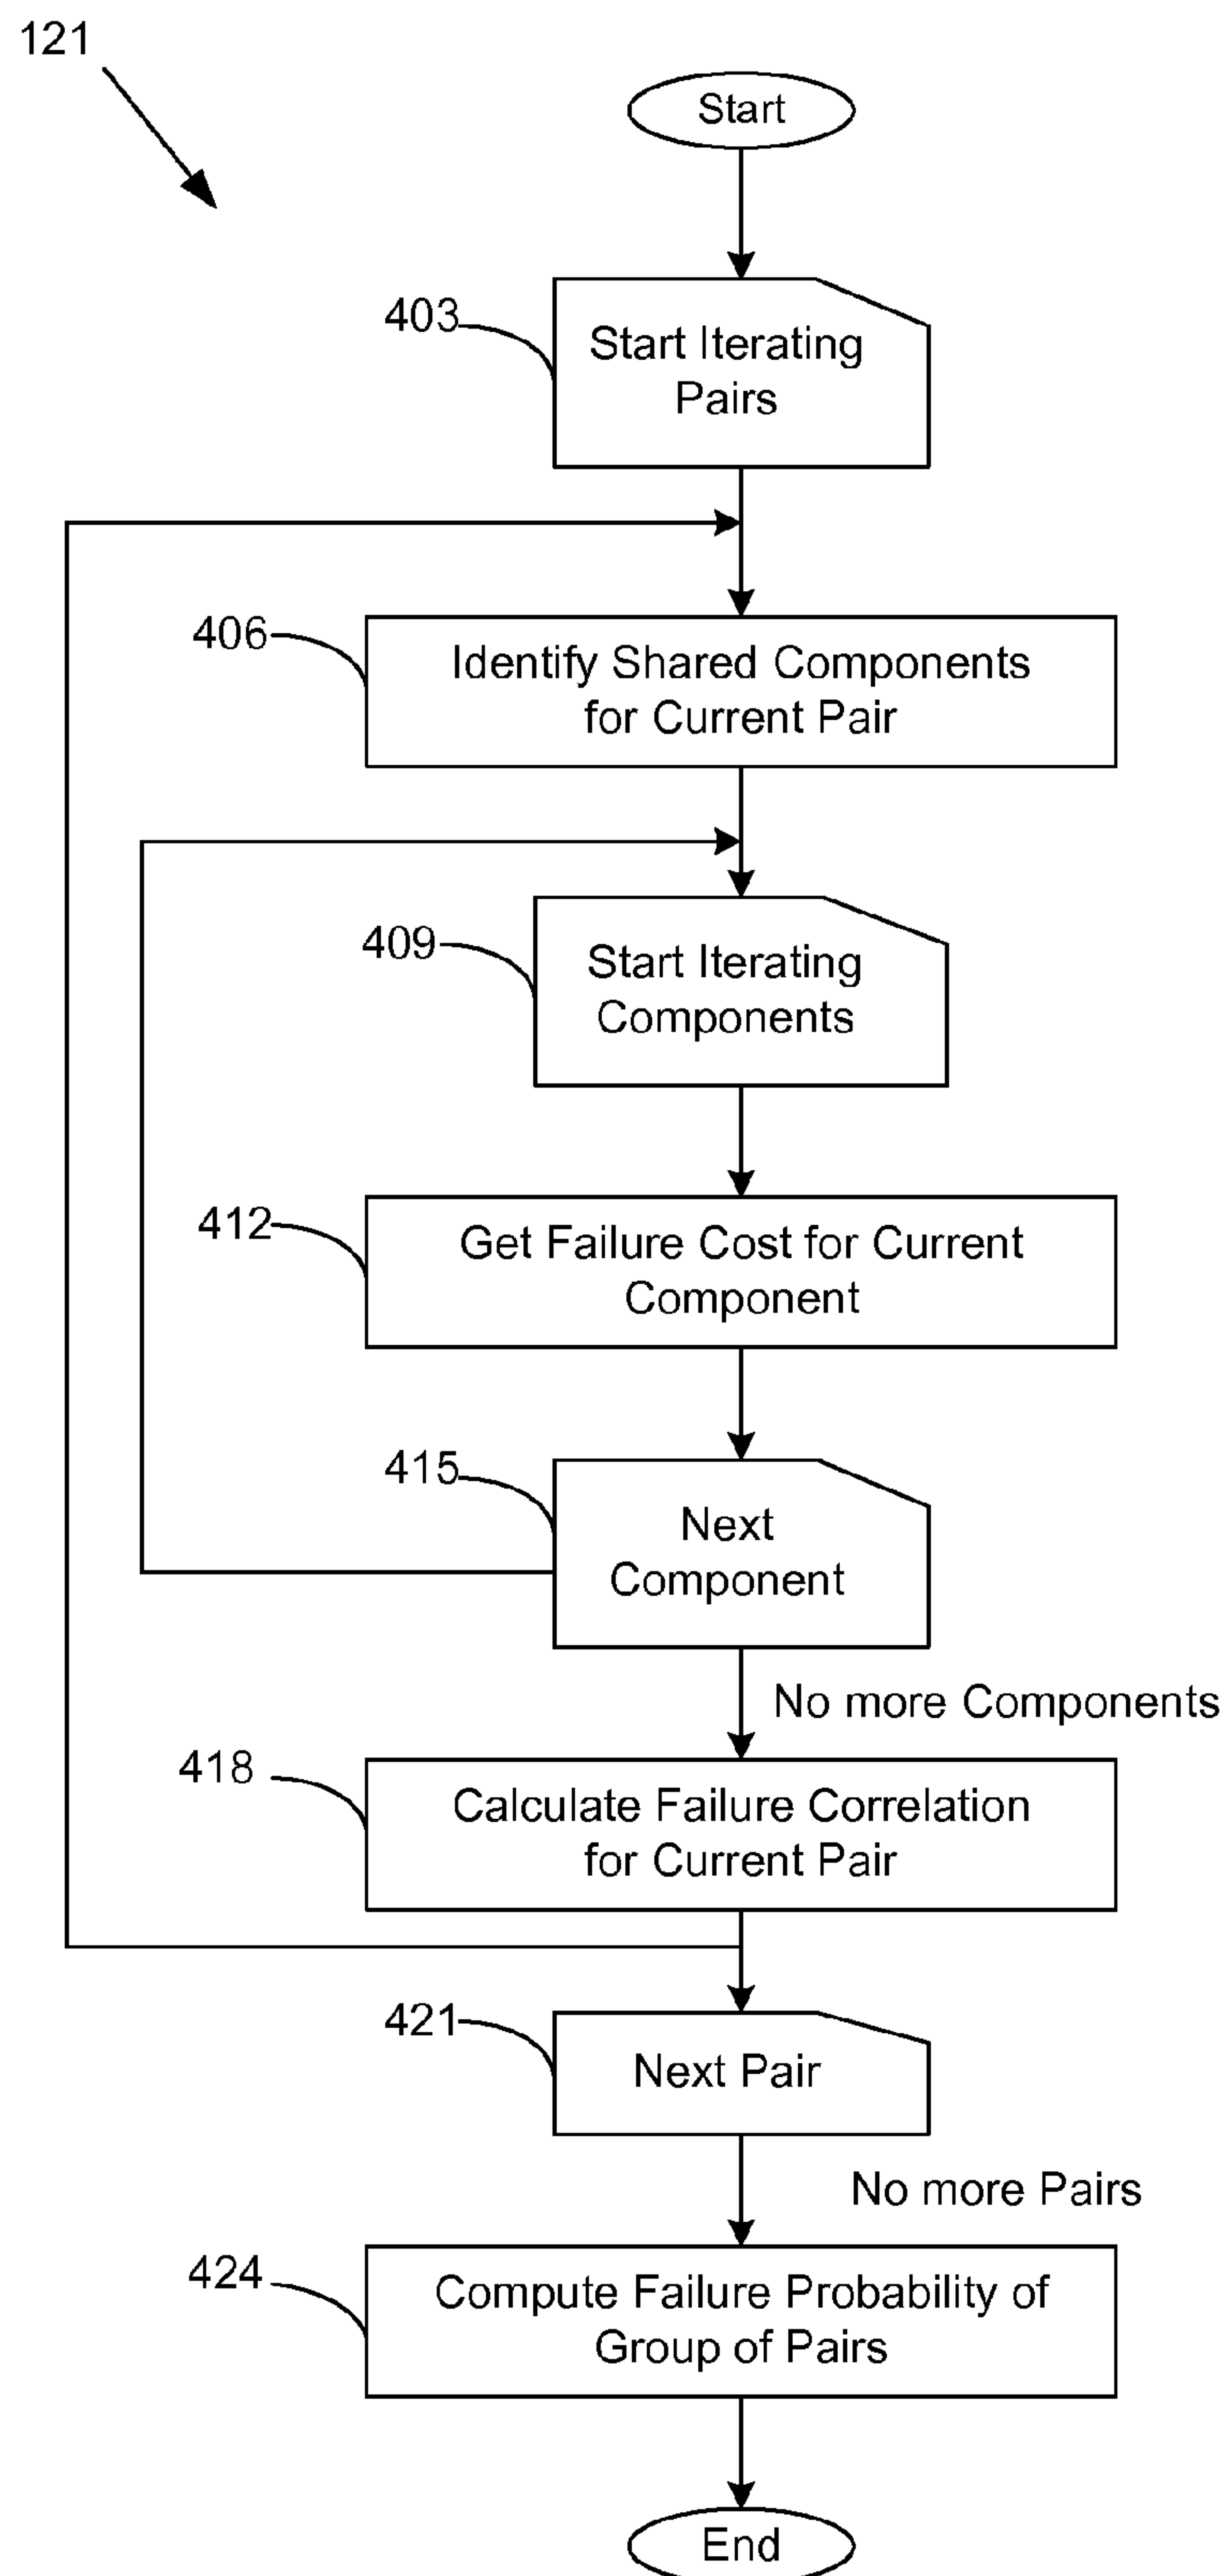 121
Start
403
Start Iterating
Pairs
406
Identify Shared Components
for Current Pair
409
Start Iterating
Components
412
Get Failure Cost for Current
Component
415
Next
Component
No more Components
418
Calculate Failure Correlation
for Current Pair
421
Next Pair
No more Pairs
424
Compute Failure Probability of
Group of Pairs
End